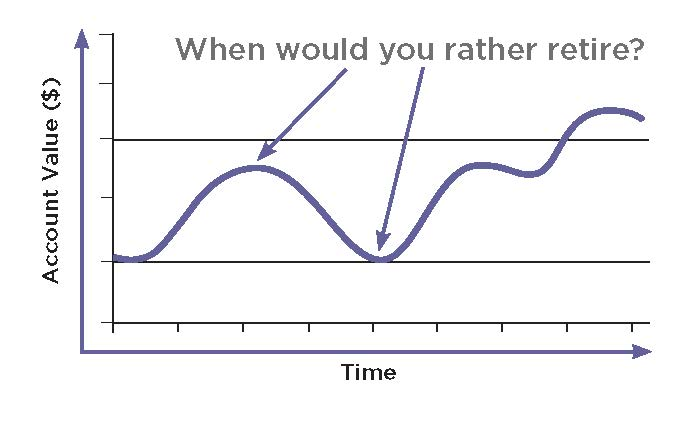 When would you rather retire?
Account Value ($)
Time